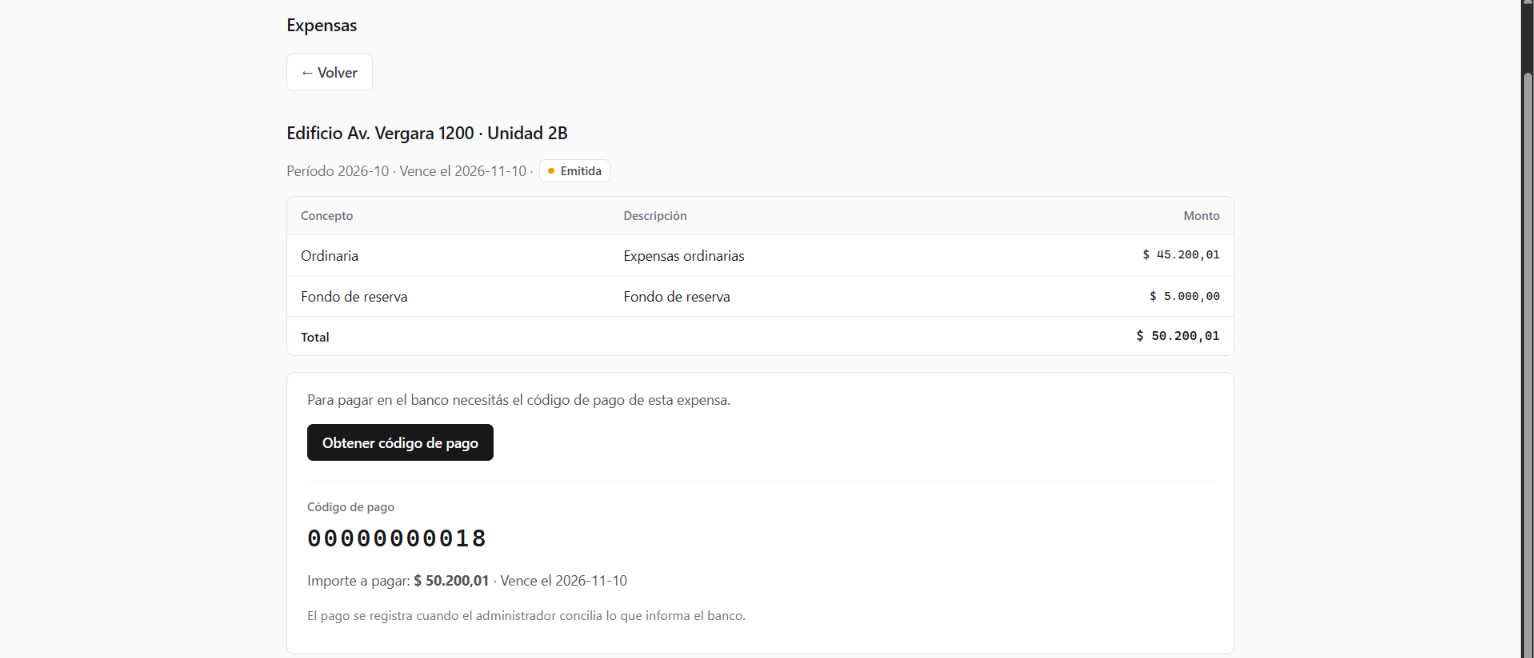 Expensas
← Volver
Edificio Av. Vergara 1200 · Unidad 2B
Período 2026-10 · Vence el 2026-11-10 · Emitida
Concepto Descripción Monto
Ordinaria Expensas ordinarias $ 45.200,01
Fondo de reserva Fondo de reserva $ 5.000,00
Total $ 50.200,01
Para pagar en el banco necesitás el código de pago de esta expensa.
Obtener código de pago
Código de pago
00000000018
Importe a pagar: $ 50.200,01 · Vence el 2026-11-10
El pago se registra cuando el administrador concilia lo que informa el banco.